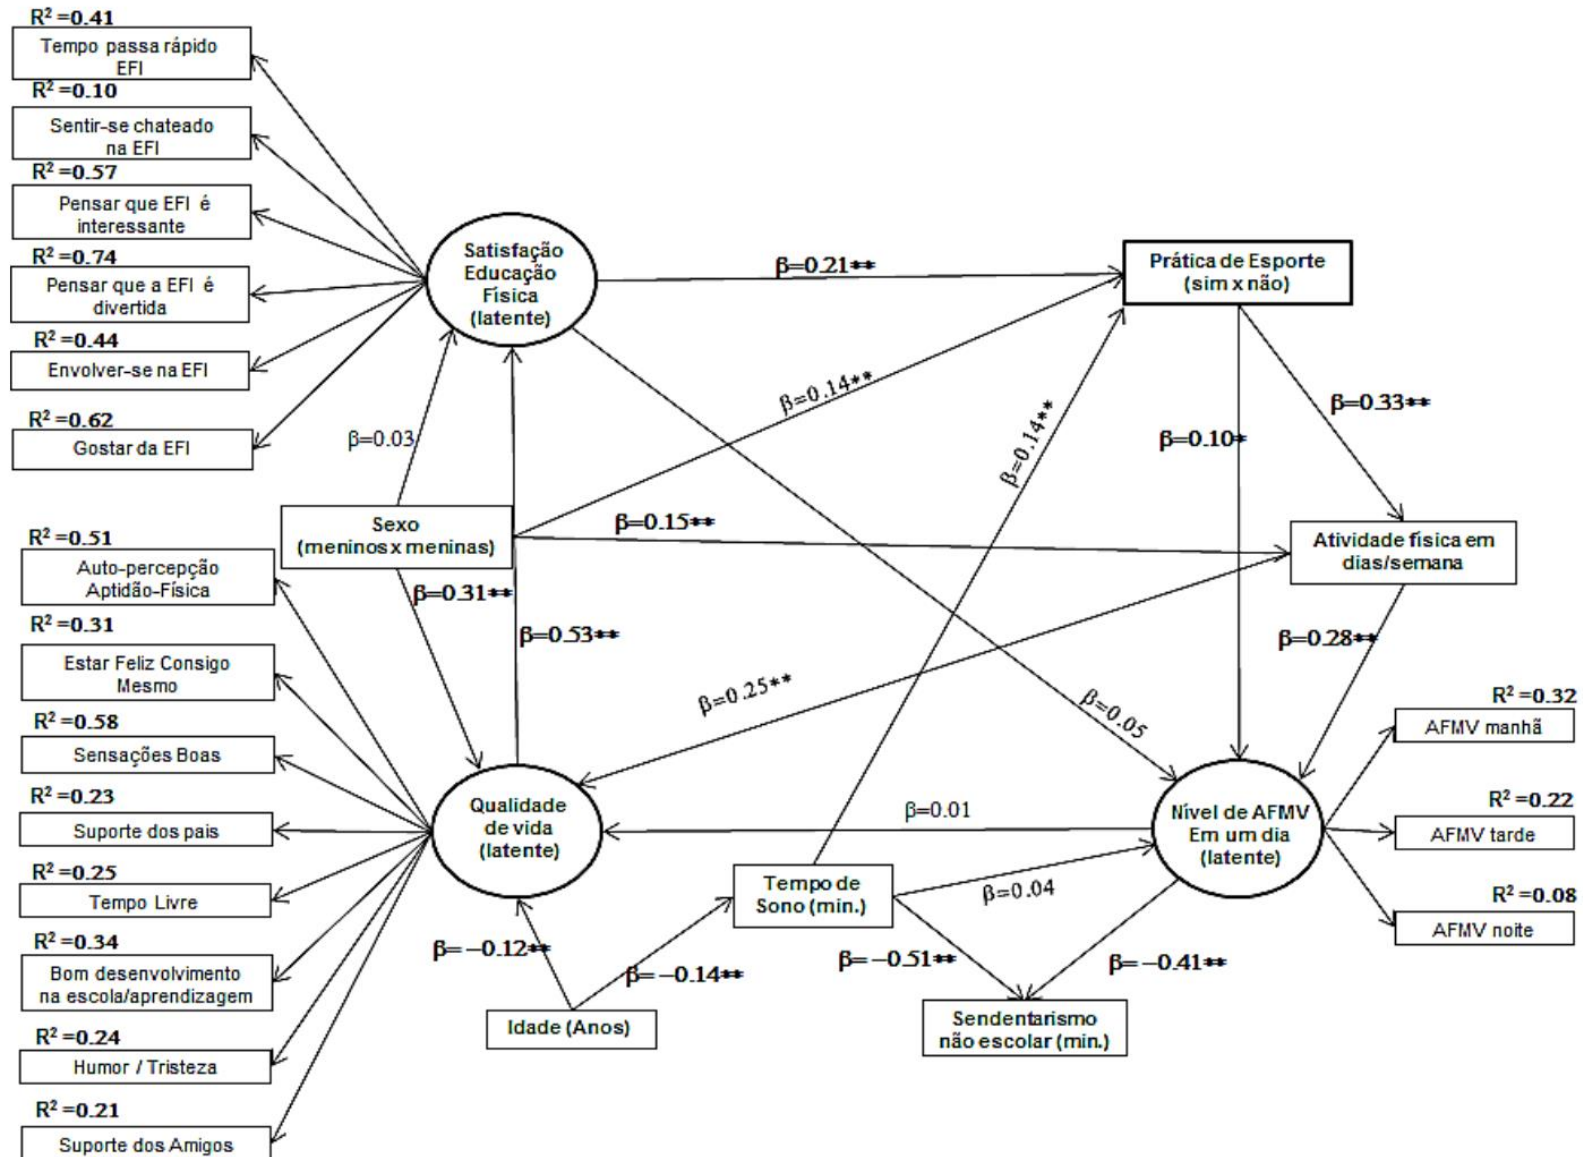 R² =0.41
Tempo passa rápido
EFI
R² =0.10
Sentir-se chateado
na EFI
R² =0.57
Pensar que EFI é
interessante
R² =0.74
Pensar que a EFI é
divertida
R² =0.44
Envolver-se na EFI
R² =0.62
Gostar da EFI
Satisfação
Educação
Física
(latente)
β=0.21**
Prática de Esporte
(sim x não)
β=0.14**
β=0.14**
β=0.33**
β=0.10*
β=0.03
Sexo
(meninos x meninas)
β=0.15**
Atividade física em
dias/semana
β=0.31**
β=0.53**
β=0.28**
β=0.25**
β=0.05
R² =0.51
Auto-percepção
Aptidão-Física
R² =0.31
Estar Feliz Consigo
Mesmo
R² =0.58
Sensações Boas
R² =0.23
Suporte dos pais
R² =0.25
Tempo Livre
R² =0.34
Bom desenvolvimento
na escola/aprendizagem
R² =0.24
Humor / Tristeza
R² =0.21
Suporte dos Amigos
Qualidade
de vida
(latente)
β=0.01
Nível de AFMV
Em um dia
(latente)
R² =0.32
AFMV manhã
R² =0.22
AFMV tarde
R² =0.08
AFMV noite
Tempo de
Sono (min.)
β=0.04
β= −0.12**
β= −0.14**
β= −0.51**
β= −0.41**
Idade (Anos)
Sendentarismo
não escolar (min.)